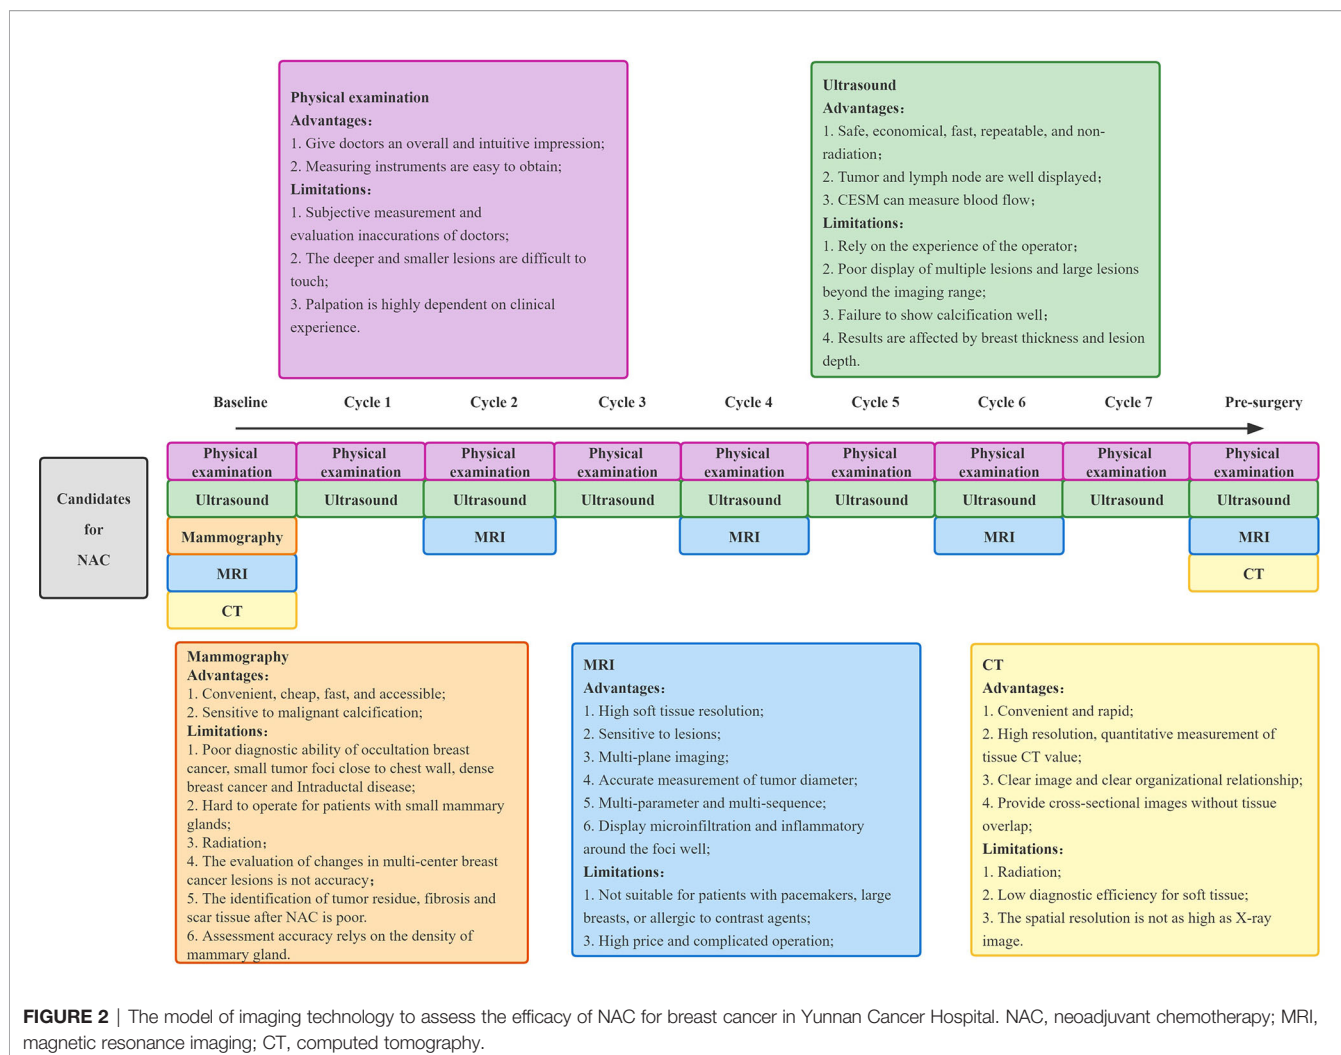 Physical examination
Advantages:
1. Give doctors an overall and intuitive impression;
2. Measuring instruments are easy to obtain;
Limitations:
1. Subjective measurement and
evaluation inaccurations of doctors;
2. The deeper and smaller lesions are difficult to
touch;
3. Palpation is highly dependent on clinical
experience.
Ultrasound
Advantages:
1. Safe, economical, fast, repeatable, and non-
radiation;
2. Tumor and lymph node are well displayed;
3. CESM can measure blood flow;
Limitations:
1. Rely on the experience of the operator;
2. Poor display of multiple lesions and large lesions
beyond the imaging range;
3. Failure to show calcification well;
4. Results are affected by breast thickness and lesion
depth.
Baseline Cycle 1 Cycle 2 Cycle 3 Cycle 4 Cycle 5 Cycle 6 Cycle 7 Pre-surgery
Candidates
for
NAC
Physical Physical Physical Physical Physical Physical Physical Physical Physical
examination examination examination examination examination examination examination examination examination
Ultrasound Ultrasound Ultrasound Ultrasound Ultrasound Ultrasound Ultrasound Ultrasound Ultrasound
Mammography MRI MRI MRI MRI
MRI CT
CT
Mammography
Advantages:
1. Convenient, cheap, fast, and accessible;
2. Sensitive to malignant calcification;
Limitations:
1. Poor diagnostic ability of occultation breast
cancer, small tumor foci close to chest wall, dense
breast cancer and Intraductal disease;
2. Hard to operate for patients with small mammary
glands;
3. Radiation;
4. The evaluation of changes in multi-center breast
cancer lesions is not accuracy;
5. The identification of tumor residue, fibrosis and
scar tissue after NAC is poor.
6. Assessment accuracy relies on the density of
mammary gland.
MRI
Advantages:
1. High soft tissue resolution;
2. Sensitive to lesions;
3. Multi-plane imaging;
4. Accurate measurement of tumor diameter;
5. Multi-parameter and multi-sequence;
6. Display microinfiltration and inflammatory
around the foci well;
Limitations:
1. Not suitable for patients with pacemakers, large
breasts, or allergic to contrast agents;
3. High price and complicated operation;
CT
Advantages:
1. Convenient and rapid;
2. High resolution, quantitative measurement of
tissue CT value;
3. Clear image and clear organizational relationship;
4. Provide cross-sectional images without tissue
overlap;
Limitations:
1. Radiation;
2. Low diagnostic efficiency for soft tissue;
3. The spatial resolution is not as high as X-ray
image.
FIGURE 2 | The model of imaging technology to assess the efficacy of NAC for breast cancer in Yunnan Cancer Hospital. NAC, neoadjuvant chemotherapy; MRI,
magnetic resonance imaging; CT, computed tomography.